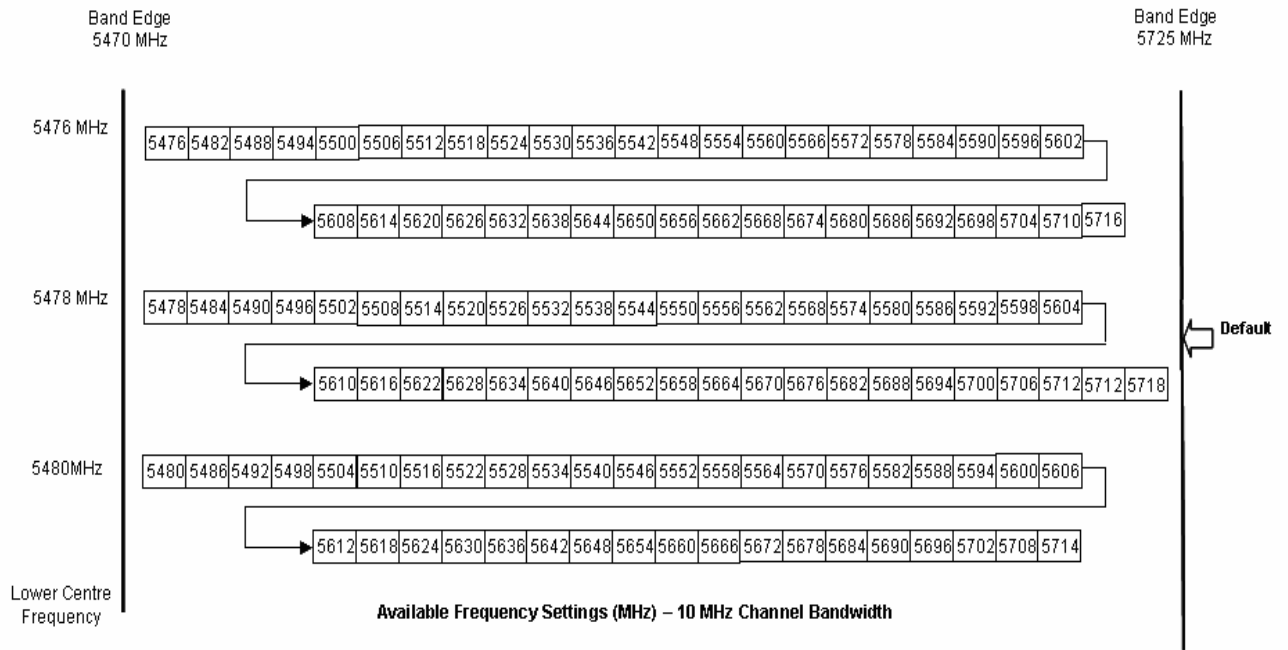 Band Edge
5470 MHz
Band Edge
5725 MHz
5476 MHz
5476 5482 5488 5494 5500 5506 5512 5518 5524 5530 5536 5542 5548 5554 5560 5566 5572 5578 5584 5590 5596 5602
5608 5614 5620 5626 5632 5638 5644 5650 5656 5662 5668 5674 5680 5686 5692 5698 5704 5710 5716
5478 MHz
5478 5484 5490 5496 5502 5508 5514 5520 5526 5532 5538 5544 5550 5556 5562 5568 5574 5580 5586 5592 5598 5604
Default
5610 5616 5622 5628 5634 5640 5646 5652 5658 5664 5670 5676 5682 5688 5694 5700 5706 5712 5712 5718
5480MHz
5480 5486 5492 5498 5504 5510 5516 5522 5528 5534 5540 5546 5552 5558 5564 5570 5576 5582 5588 5594 5600 5606
5612 5618 5624 5630 5636 5642 5648 5654 5660 5666 5672 5678 5684 5690 5696 5702 5708 5714
Lower Centre
Frequency
Available Frequency Settings (MHz) – 10 MHz Channel Bandwidth